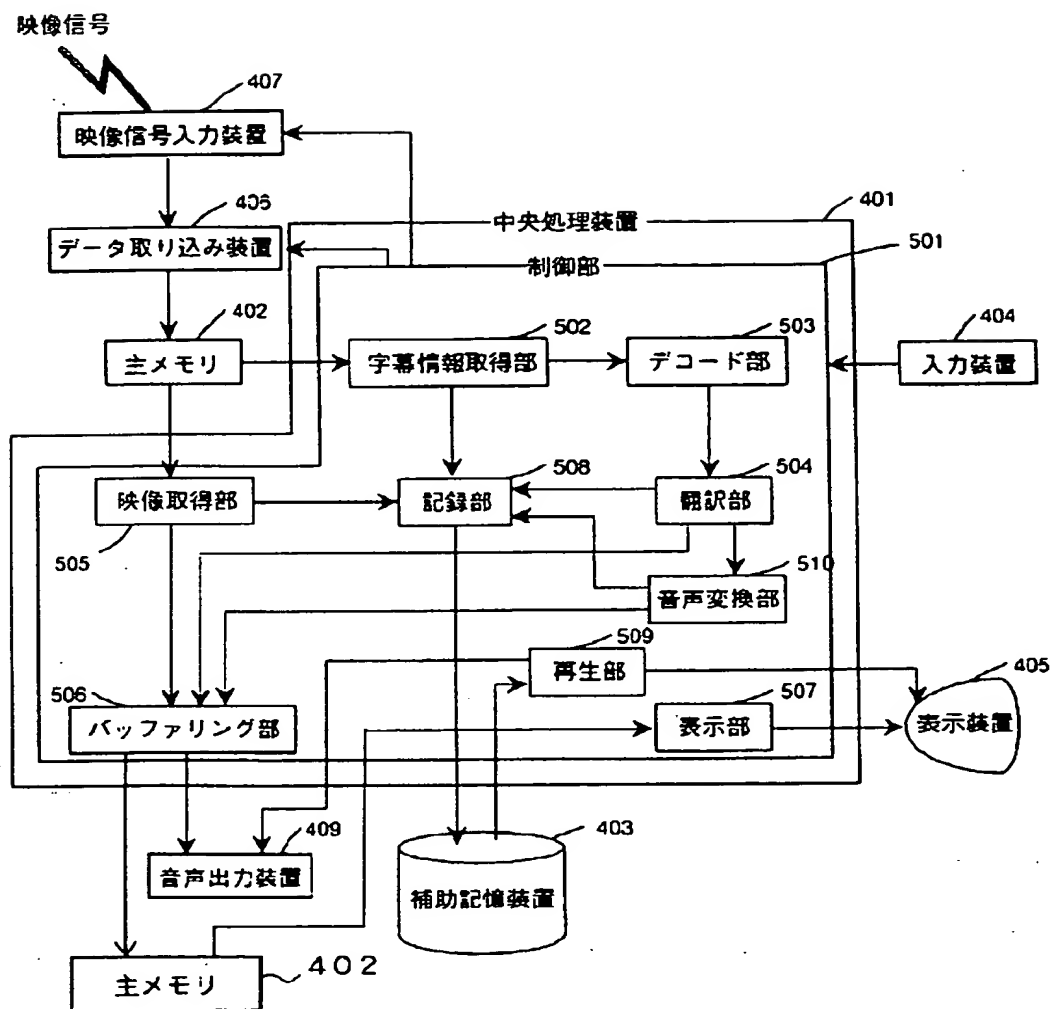 映像信号
407
映像信号入力装置
406
データ取り込み装置
中央処理装置
401
制御部
501
402
主メモリ
502
字幕情報取得部
503
デコード部
404
入力装置
映像取得部
505
508
記録部
504
翻訳部
510
音声変換部
509
再生部
405
表示装置
506
バッファリング部
507
表示部
409
音声出力装置
403
補助記憶装置
主メモリ
402